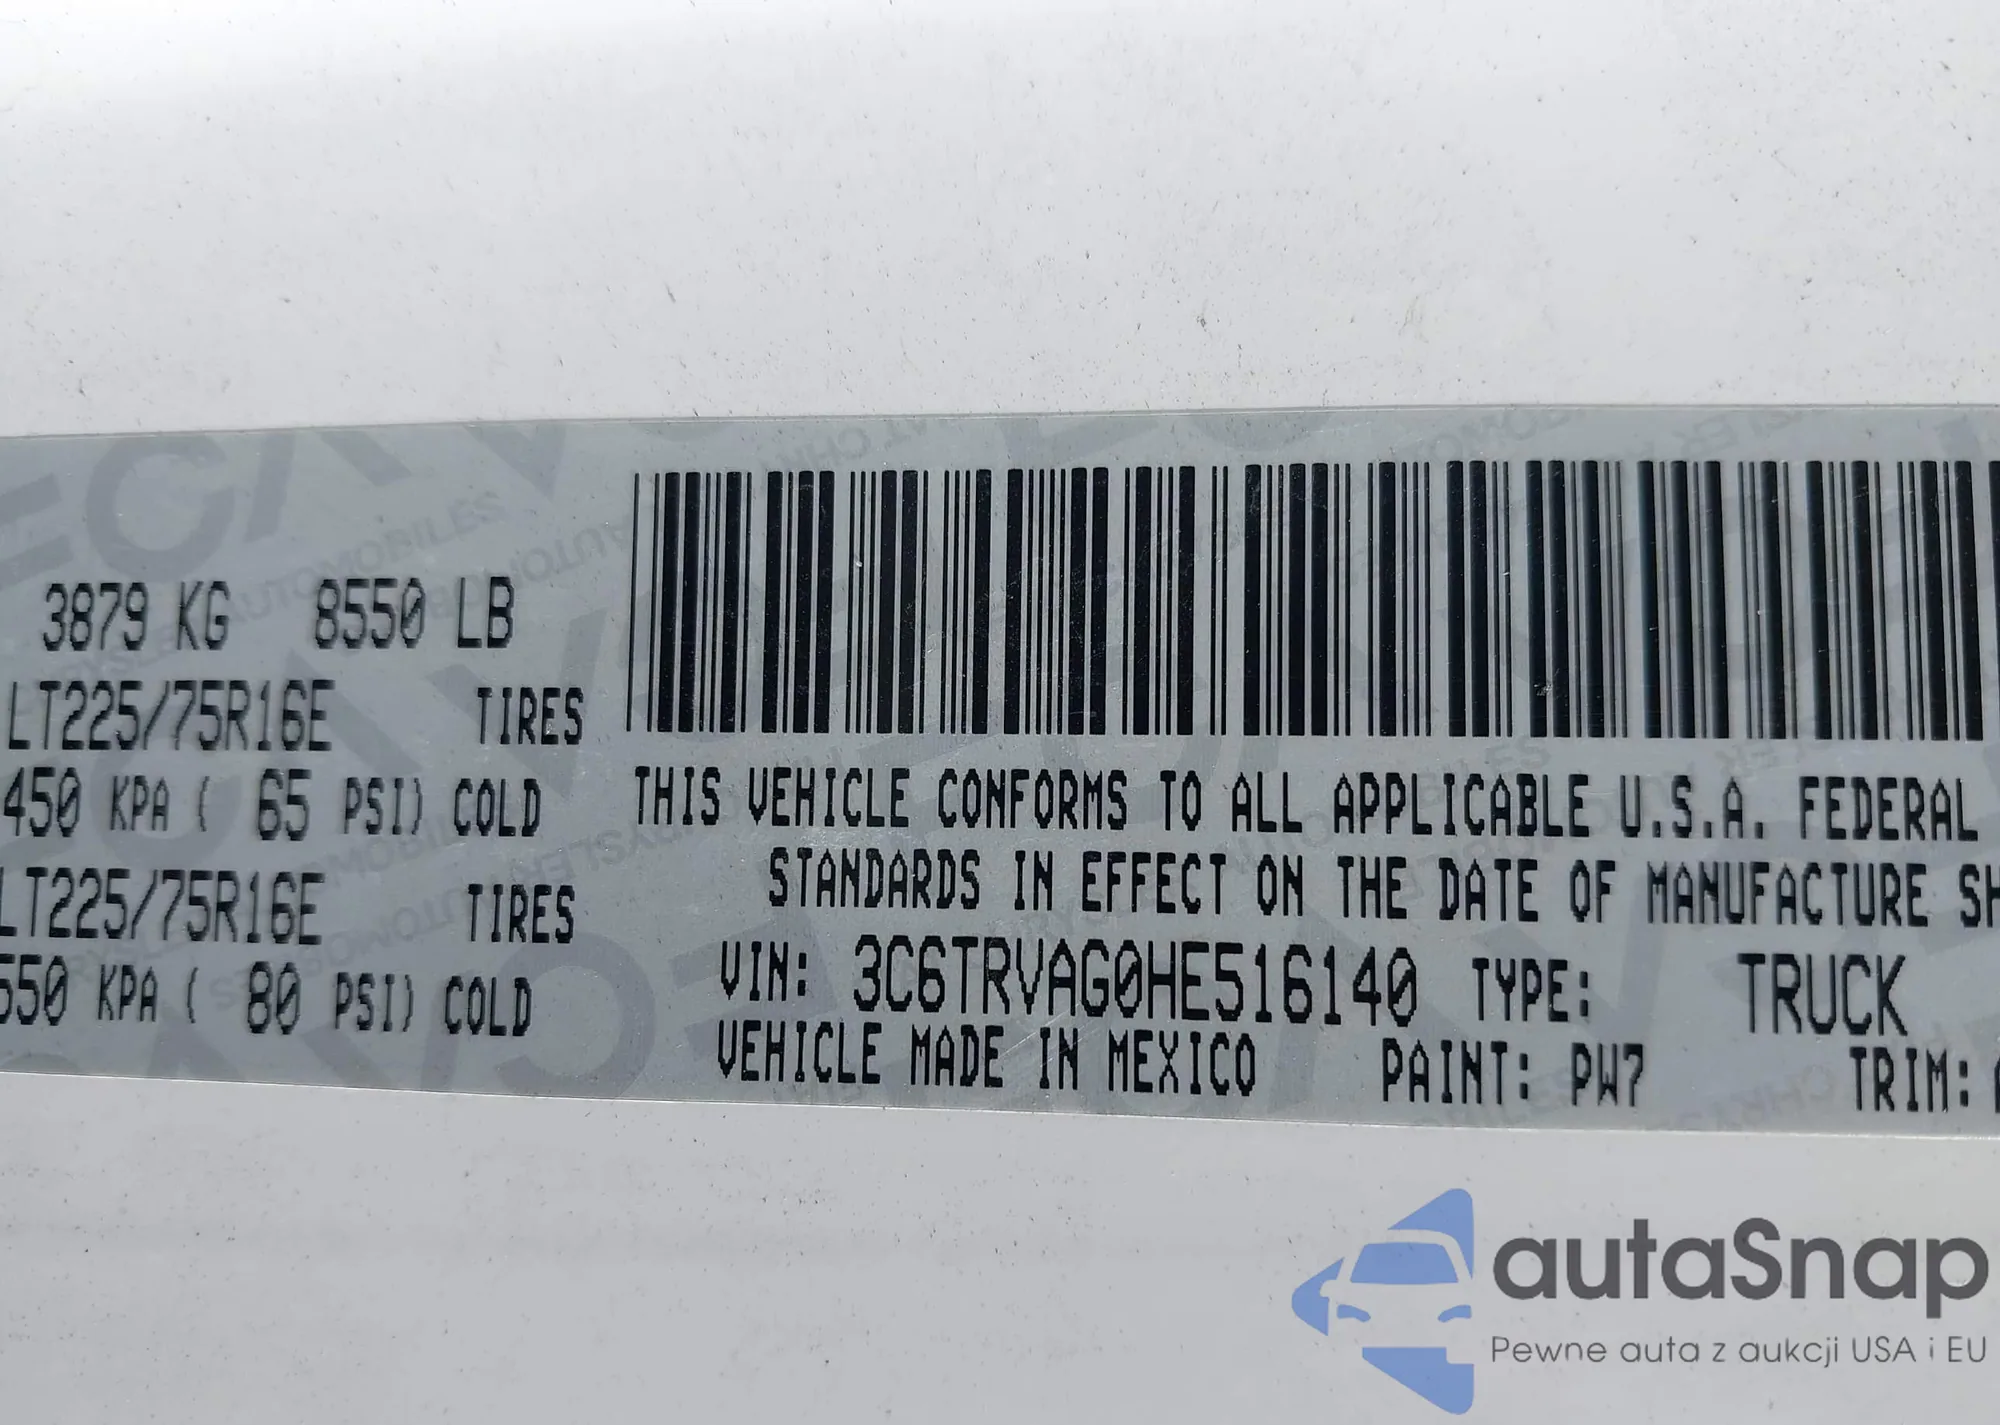 3879 KG 8550 LB
LT225/75R16E TIRES
450 KPA ( 65 PSI) COLD
LT225/75R16E TIRES
550 KPA ( 80 PSI) COLD
THIS VEHICLE CONFORMS TO ALL APPLICABLE U.S.A. FEDERAL
STANDARDS IN EFFECT ON THE DATE OF MANUFACTURE SH
VIN: 3C6TRVAG0HE516140 TYPE: TRUCK
VEHICLE MADE IN MEXICO PAINT: PW7 TRIM:
autaSnap
Pewne auta z aukcji USA i EU